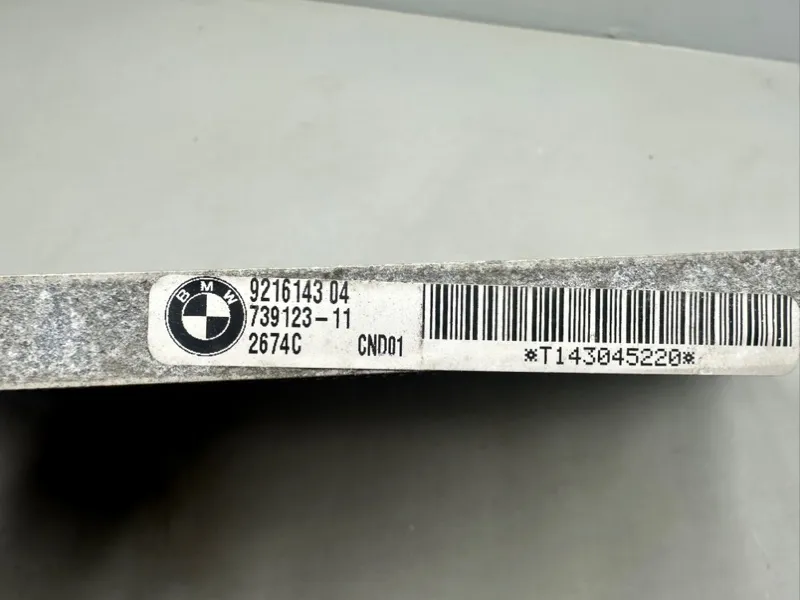 BMW
9216143 04
739123-11
2674C CND01
*T143045220*